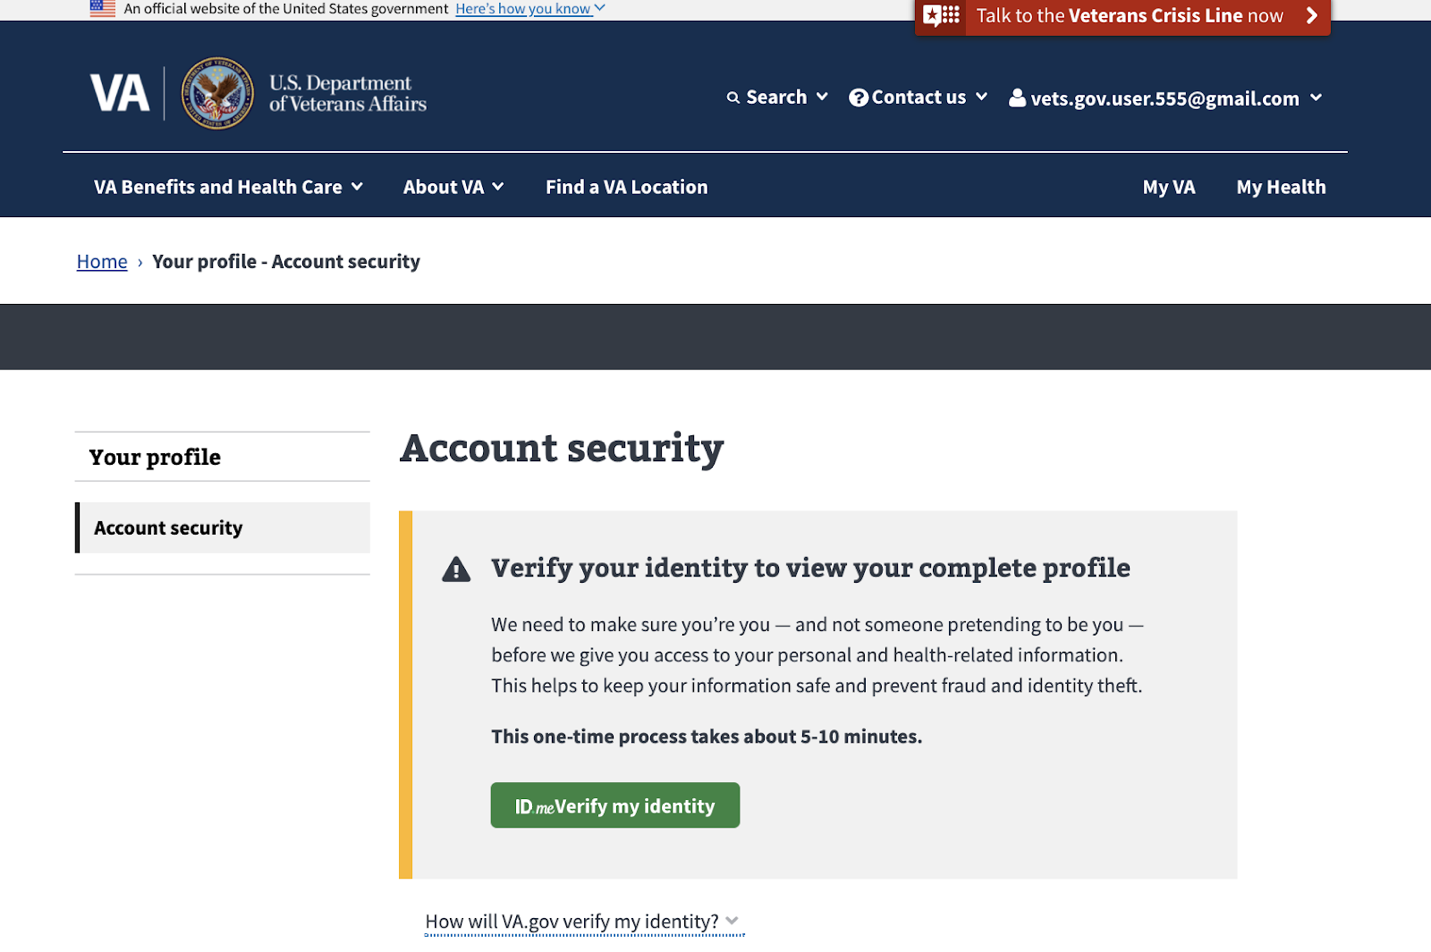 An official website of the United States government Here's how you know
Talk to the Veterans Crisis Line now
VA
U.S. Department
of Veterans Affairs
Search
Contact us
vets.gov.user.555@gmail.com
VA Benefits and Health Care
About VA
Find a VA Location
My VA
My Health
Home › Your profile - Account security
Your profile
Account security
Account security
Verify your identity to view your complete profile
We need to make sure you’re you — and not someone pretending to be you —
before we give you access to your personal and health-related information.
This helps to keep your information safe and prevent fraud and identity theft.
This one-time process takes about 5-10 minutes.
ID.me Verify my identity
How will VA.gov verify my identity?